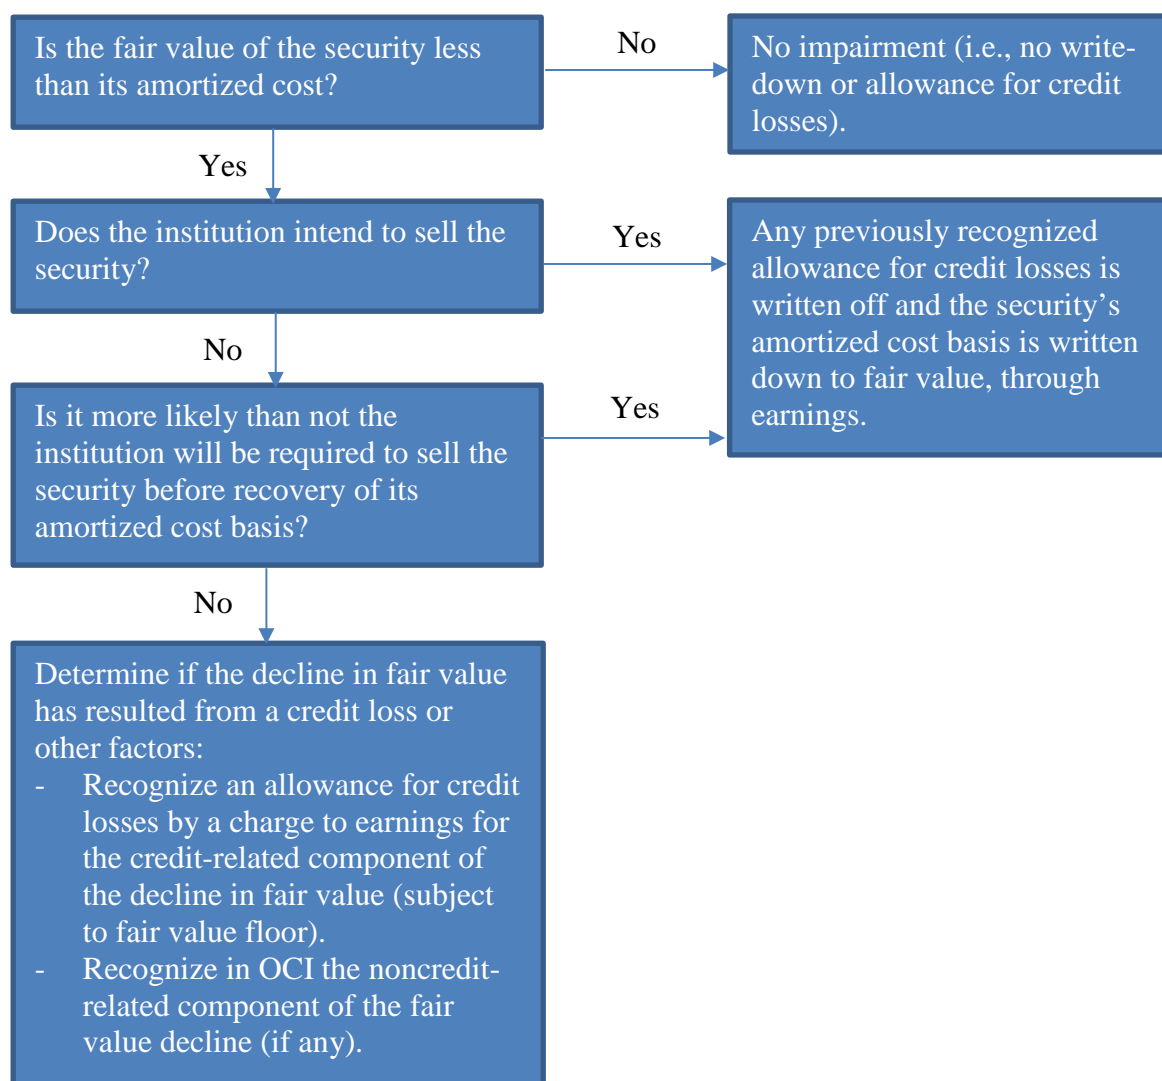 Is the fair value of the security less
than its amortized cost?
No
No impairment (i.e., no write-
down or allowance for credit
losses).
Yes
Does the institution intend to sell the
security?
Yes
Any previously recognized
allowance for credit losses is
written off and the security’s
amortized cost basis is written
down to fair value, through
earnings.
No
Is it more likely than not the
institution will be required to sell the
security before recovery of its
amortized cost basis?
Yes
No
Determine if the decline in fair value
has resulted from a credit loss or
other factors:
- Recognize an allowance for credit
losses by a charge to earnings for
the credit-related component of
the decline in fair value (subject
to fair value floor).
- Recognize in OCI the noncredit-
related component of the fair
value decline (if any).